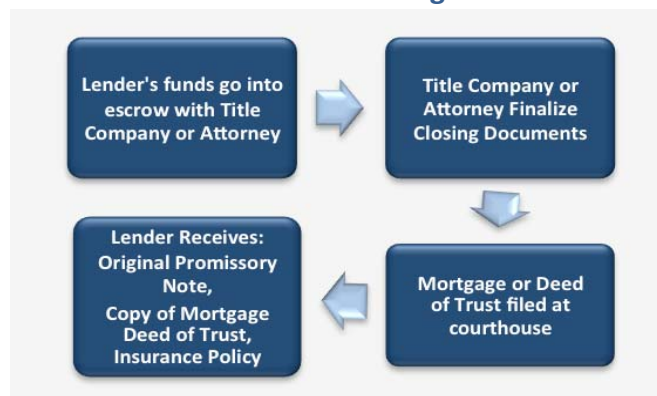 Lender's funds go into
escrow with Title
Company or Attorney
Title Company or
Attorney Finalize
Closing Documents
Mortgage or Deed
of Trust filed at
courthouse
Lender Receives:
Original Promissory
Note,
Copy of Mortgage
Deed of Trust,
Insurance Policy